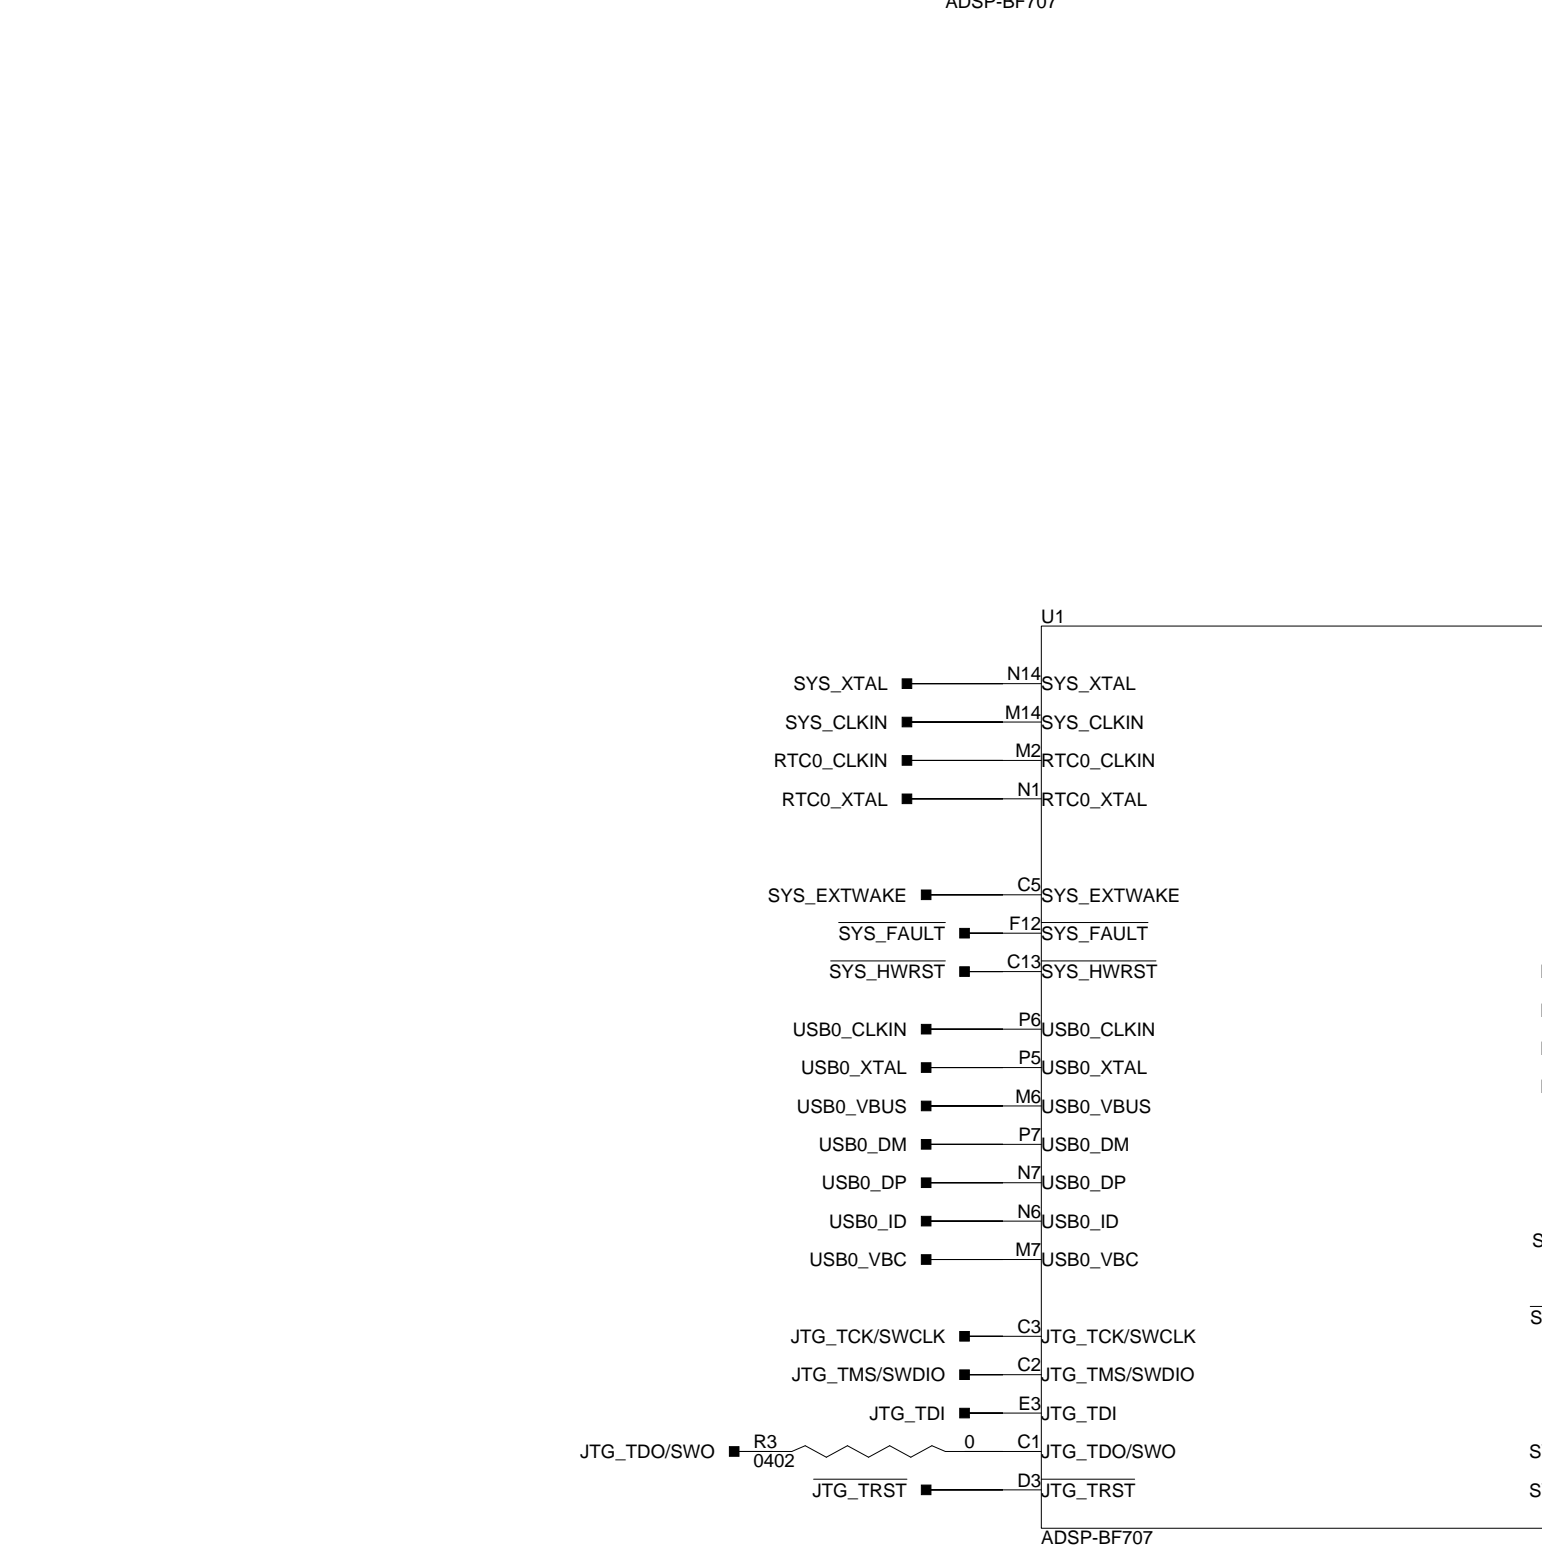 ADSP-BF707
U1
SYS_XTAL N14 SYS_XTAL
SYS_CLKIN M14 SYS_CLKIN
RTC0_CLKIN M2 RTC0_CLKIN
RTC0_XTAL N1 RTC0_XTAL
SYS_EXTWAKE C5 SYS_EXTWAKE
SYS_FAULT F12 SYS_FAULT
SYS_HWRST C13 SYS_HWRST
USB0_CLKIN P6 USB0_CLKIN
USB0_XTAL P5 USB0_XTAL
USB0_VBUS M6 USB0_VBUS
USB0_DM P7 USB0_DM
USB0_DP N7 USB0_DP
USB0_ID N6 USB0_ID
USB0_VBC M7 USB0_VBC
JTG_TCK/SWCLK C3 JTG_TCK/SWCLK
JTG_TMS/SWDIO C2 JTG_TMS/SWDIO
JTG_TDI E3 JTG_TDI
JTG_TDO/SWO R3 0 C1 JTG_TDO/SWO
0402
JTG_TRST D3 JTG_TRST
ADSP-BF707